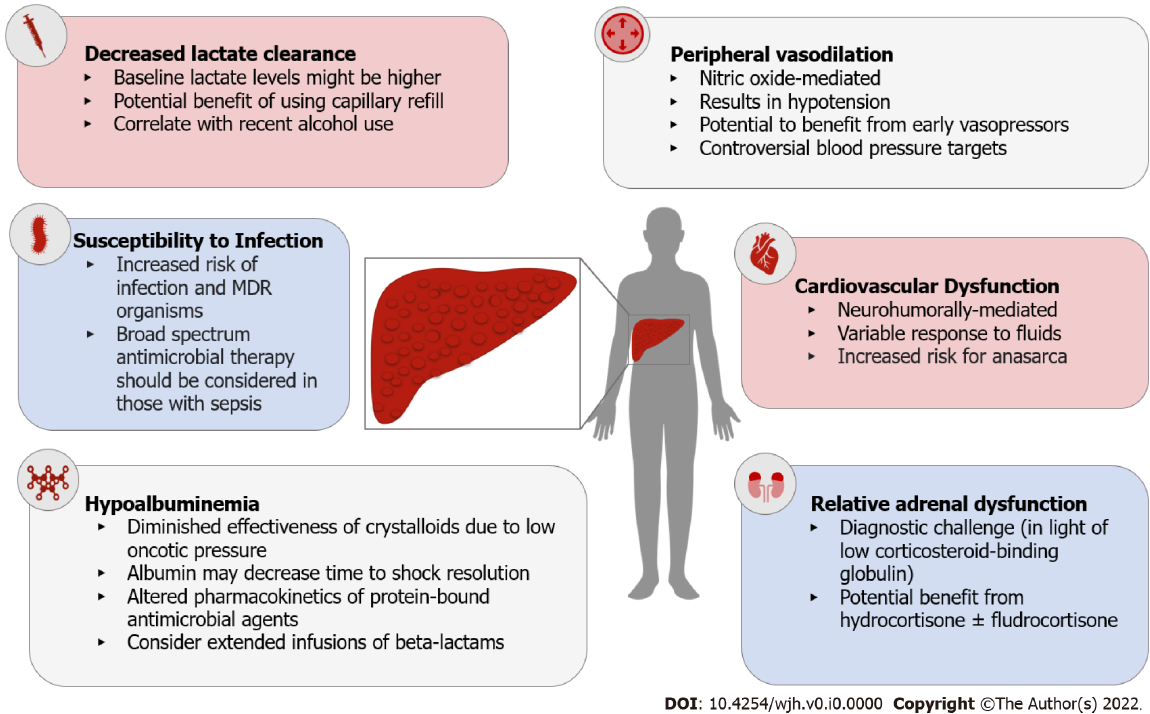 Decreased lactate clearance
‣ Baseline lactate levels might be higher
‣ Potential benefit of using capillary refill
‣ Correlate with recent alcohol use
Peripheral vasodilation
‣ Nitric oxide-mediated
‣ Results in hypotension
‣ Potential to benefit from early vasopressors
‣ Controversial blood pressure targets
Susceptibility to Infection
‣ Increased risk of
infection and MDR
organisms
‣ Broad spectrum
antimicrobial therapy
should be considered in
those with sepsis
Cardiovascular Dysfunction
‣ Neurohumorally-mediated
‣ Variable response to fluids
‣ Increased risk for anasarca
Hypoalbuminemia
‣ Diminished effectiveness of crystalloids due to low
oncotic pressure
‣ Albumin may decrease time to shock resolution
‣ Altered pharmacokinetics of protein-bound
antimicrobial agents
‣ Consider extended infusions of beta-lactams
Relative adrenal dysfunction
‣ Diagnostic challenge (in light of
low corticosteroid-binding
globulin)
‣ Potential benefit from
hydrocortisone ± fludrocortisone
DOI: 10.4254/wjh.v0.i0.0000 Copyright ©The Author(s) 2022.